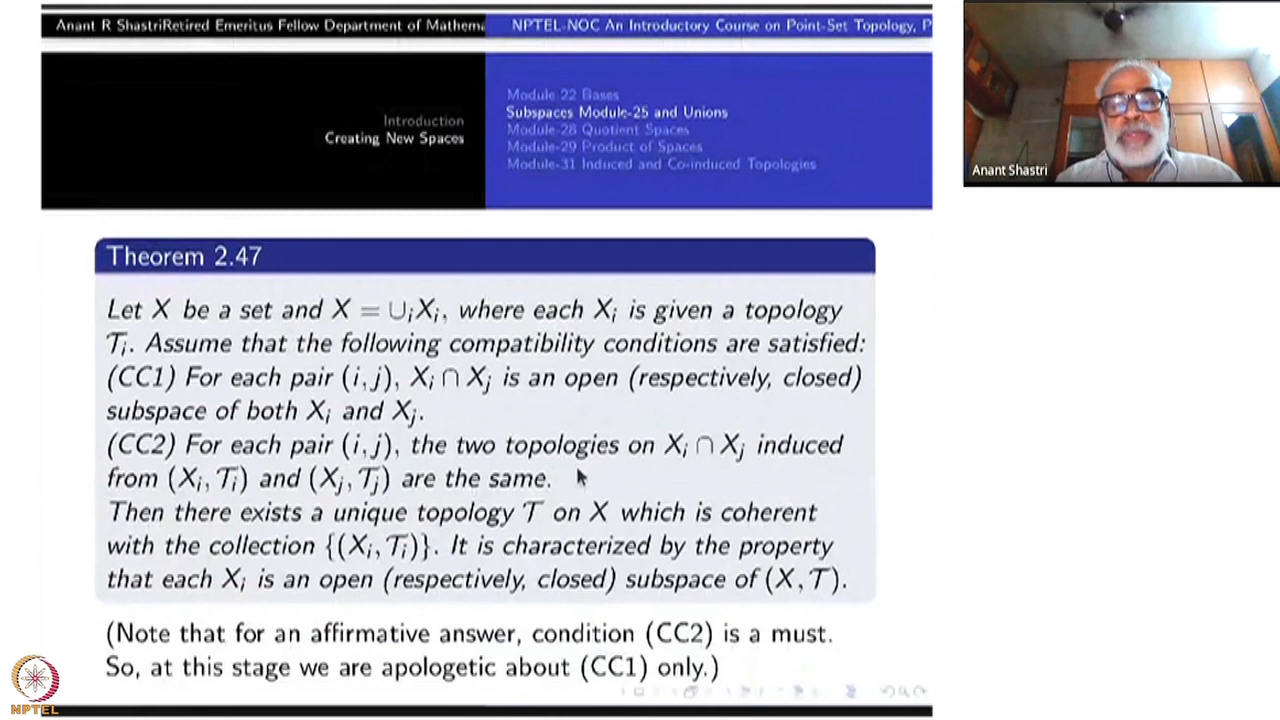 Anant R ShastriRetired Emeritus Fellow Department of Mathema
NPTEL-NOC An Introductory Course on Point-Set Topology, P
Introduction
Creating New Spaces
Module 22 Bases
Subspaces Module-25 and Unions
Module-28 Quotient Spaces
Module-29 Product of Spaces
Module-31 Induced and Co-induced Topologies
Anant Shastri
Theorem 2.47
Let X be a set and X = ∪ᵢXᵢ, where each Xᵢ is given a topology
𝒯ᵢ. Assume that the following compatibility conditions are satisfied:
(CC1) For each pair (i, j), Xᵢ ∩ Xⱼ is an open (respectively, closed)
subspace of both Xᵢ and Xⱼ.
(CC2) For each pair (i, j), the two topologies on Xᵢ ∩ Xⱼ induced
from (Xᵢ, 𝒯ᵢ) and (Xⱼ, 𝒯ⱼ) are the same.
Then there exists a unique topology 𝒯 on X which is coherent
with the collection {(Xᵢ, 𝒯ᵢ)}. It is characterized by the property
that each Xᵢ is an open (respectively, closed) subspace of (X, 𝒯).
(Note that for an affirmative answer, condition (CC2) is a must.
So, at this stage we are apologetic about (CC1) only.)
NPTEL